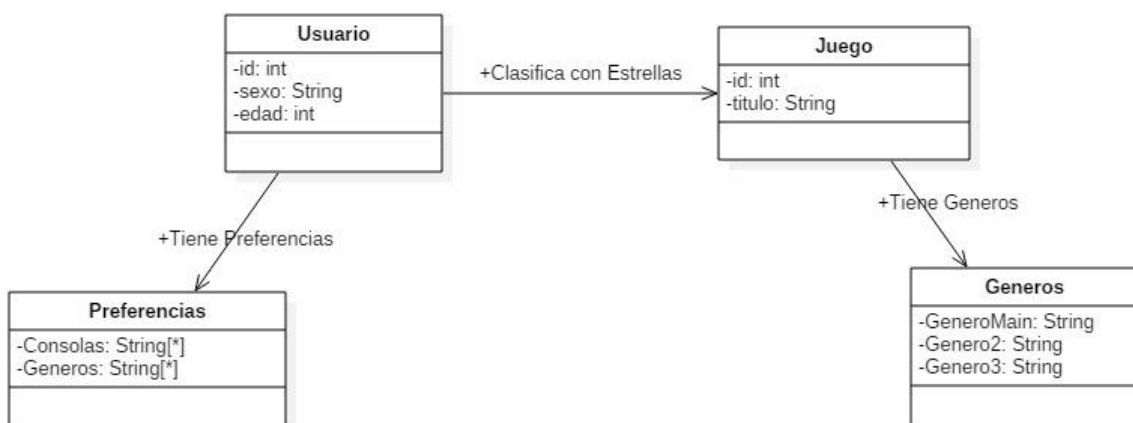 Usuario
-id: int
-sexo: String
-edad: int
+Clasifica con Estrellas
Juego
-id: int
-titulo: String
+Tiene Preferencias
+Tiene Generos
Preferencias
-Consolas: String[*]
-Generos: String[*]
Generos
-GeneroMain: String
-Genero2: String
-Genero3: String